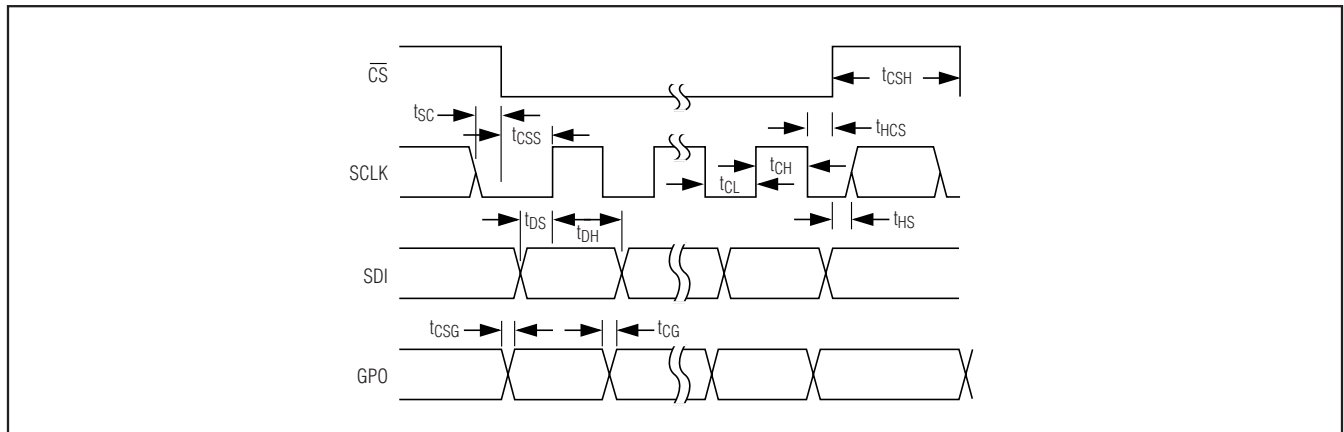 CS
tCSH
tSC
tCSS
tHCS
SCLK
tCH
tCL
tDS
tDH
tHS
SDI
tCSG
tCG
GPO